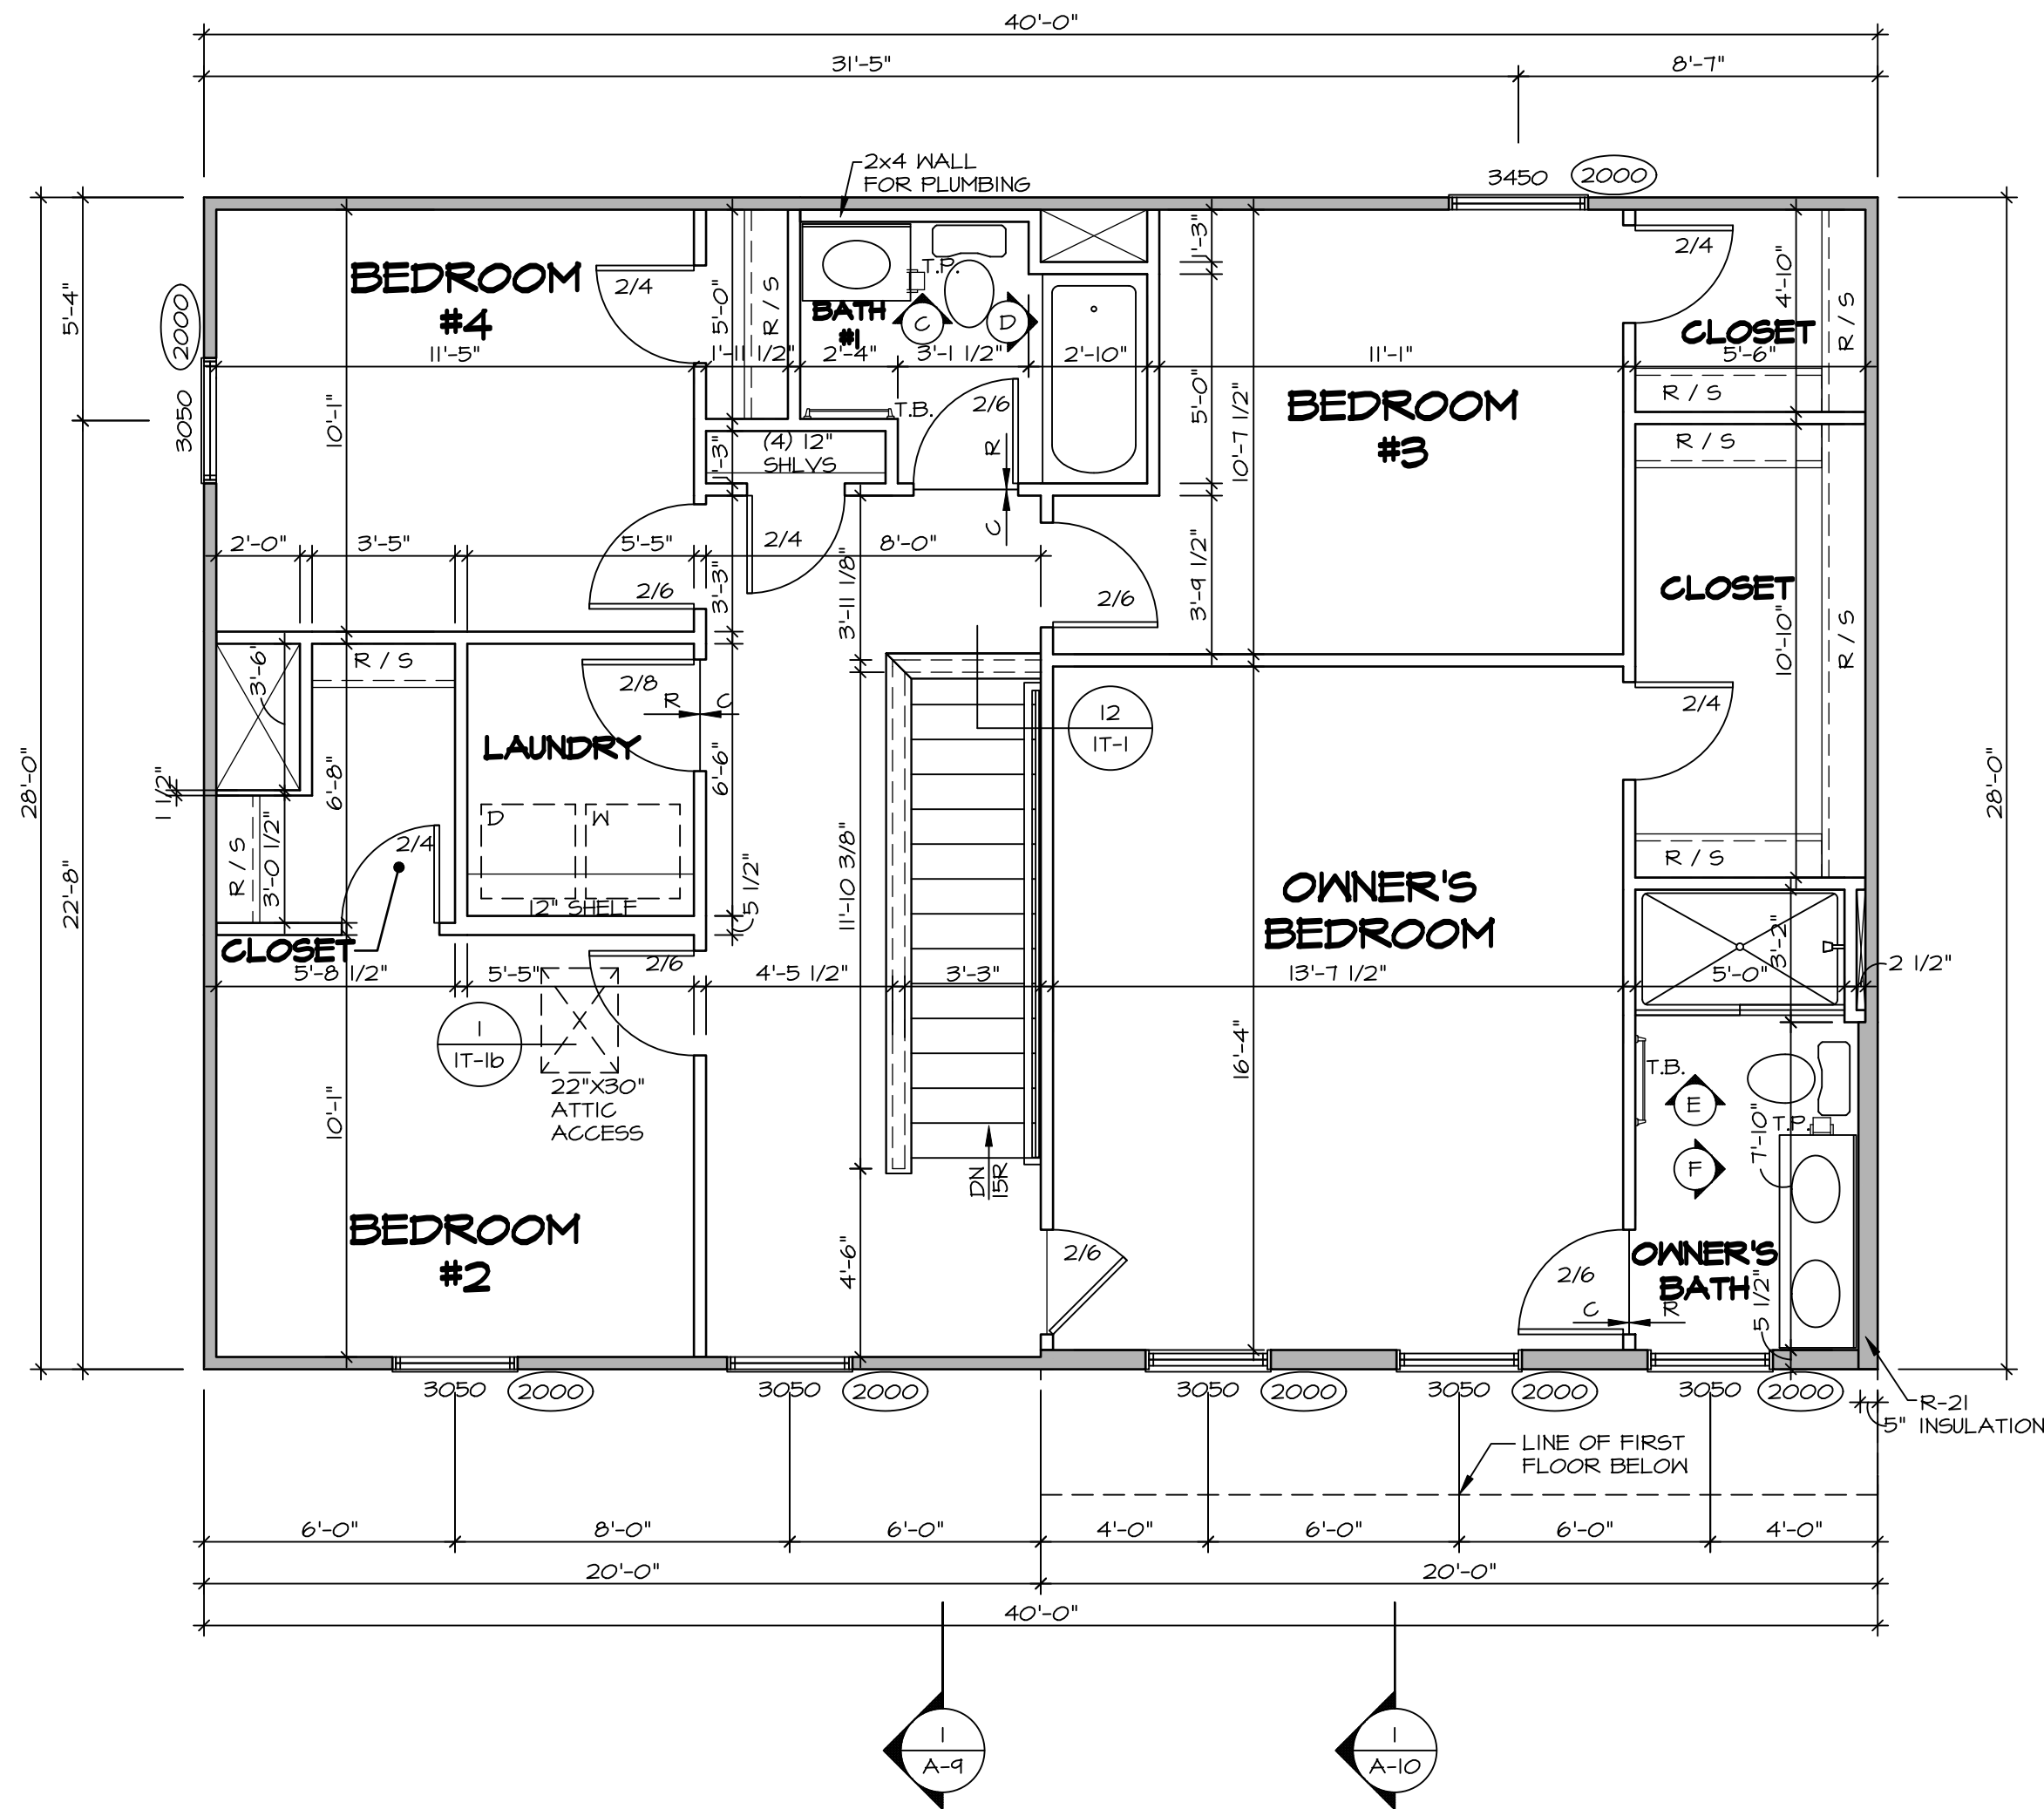 40'-0"
31'-5"
8'-7"
2x4 WALL
FOR PLUMBING
3450
2000
BEDROOM
#4
2/4
5'-0"
R / S
T.P.
BATH
#1
C
D
1'-3"
2/4
4'-10"
R / S
CLOSET
5'-4"
2000
3050
11'-5"
1'-11 1/2"
2'-4"
3'-1 1/2"
2'-10"
11'-1"
5'-6"
10'-1"
T.B.
2/6
5'-0"
10'-7 1/2"
BEDROOM
#3
R / S
R / S
(4) 12"
SHLVS
1'-3"
R
C
2'-0"
3'-5"
5'-5"
2/4
8'-0"
3'-11 1/8"
3'-9 1/2"
2/6
3'-3"
2/6
CLOSET
R / S
10'-10"
3'-6"
R / S
2/8
R
C
12
1T-1
2/4
LAUNDRY
28'-0"
22'-8"
1 1/2"
6'-8"
6'-6"
28'-0"
D
W
R / S
3'-0 1/2"
2/4
11'-10 3/8"
5 1/2"
R / S
OWNER'S
BEDROOM
12" SHELF
CLOSET
2/6
3'-2"
2 1/2"
5'-8 1/2"
5'-5"
4'-5 1/2"
3'-3"
13'-7 1/2"
5'-0"
1
1T-1b
22"X30"
ATTIC
ACCESS
10'-1"
16'-4"
T.B.
E
T.P.
7'-10"
F
DN
15R
BEDROOM
#2
4'-6"
2/6
2/6
OWNER'S
BATH
5 1/2"
C
R
3050
2000
3050
2000
3050
2000
3050
2000
3050
2000
R-21
INSULATION
5"
LINE OF FIRST
FLOOR BELOW
6'-0"
8'-0"
6'-0"
4'-0"
6'-0"
6'-0"
4'-0"
20'-0"
20'-0"
40'-0"
1
A-9
1
A-10